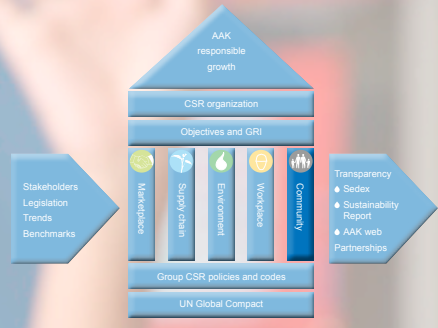 AAK
responsible
growth
CSR organization
Objectives and GRI
Stakeholders
Legislation
Trends
Benchmarks
Marketplace
Supply chain
Environment
Workplace
Community
Transparency
Sedex
Sustainability
Report
AAK web
Partnerships
Group CSR policies and codes
UN Global Compact